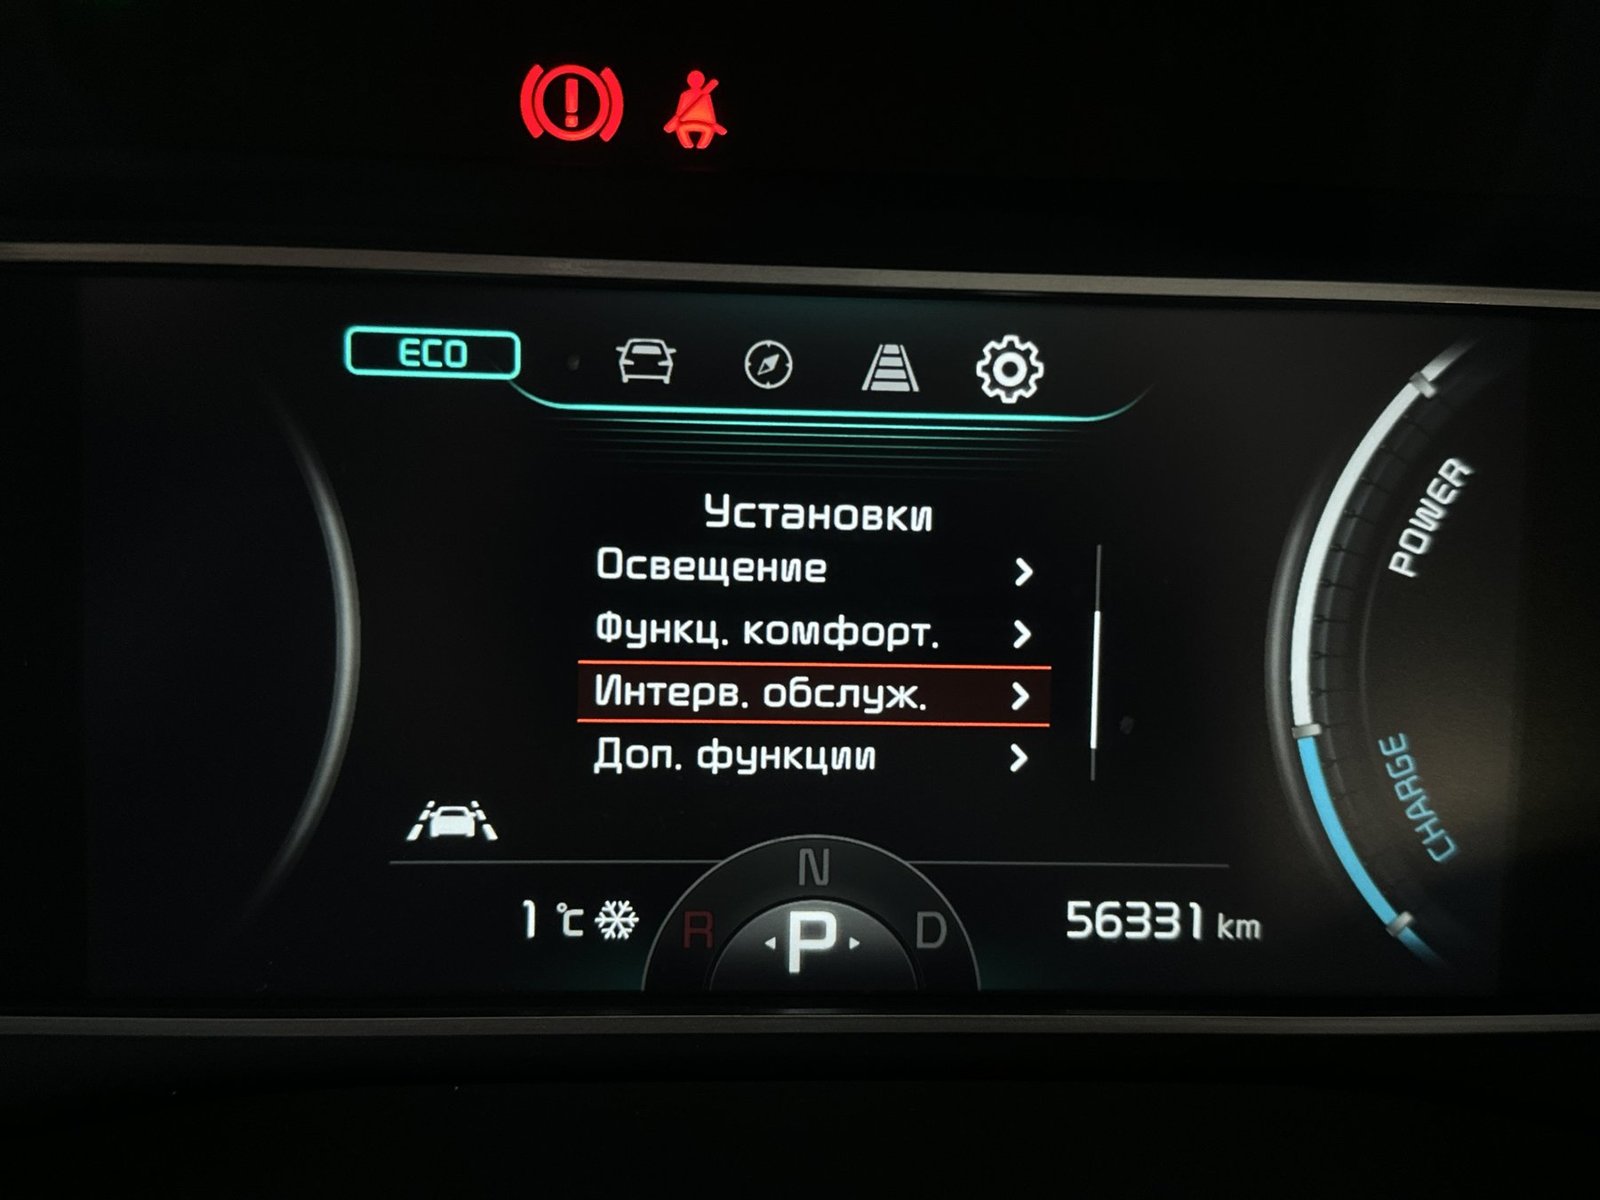 ECO
Установки
Освещение
Функц. комфорт.
Интерв. обслуж.
Доп. функции
POWER
CHARGE
N
R P D
1 °C
56331 km